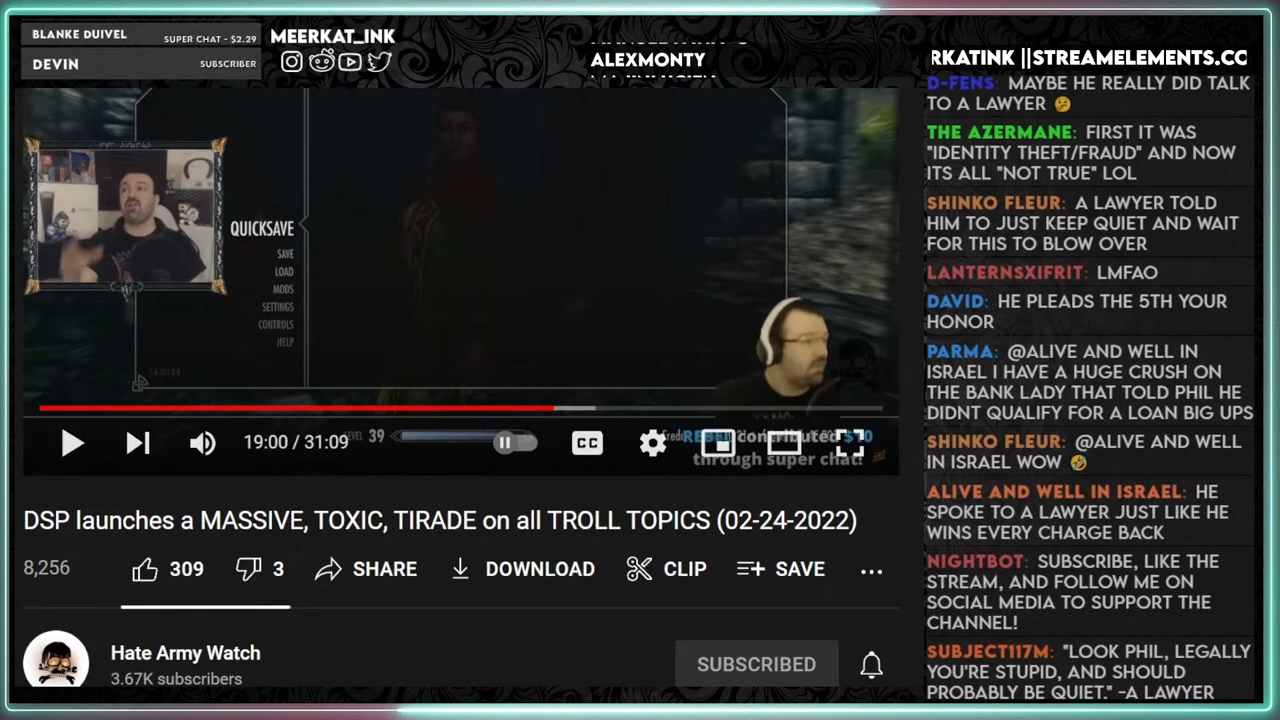 BLANKE DUIVEL
SUPER CHAT - $2.29
DEVIN
SUBSCRIBER
MEERKAT_INK
ALEXMONTY
RKATINK ||STREAMELEMENTS.CO
QUICKSAVE
SAVE
LOAD
MODS
SETTINGS
CONTROLS
HELP
19:00 / 31:09
LEVEL 39
CC
contributed $10
through super chat!
DSP launches a MASSIVE, TOXIC, TIRADE on all TROLL TOPICS (02-24-2022)
8,256
309
3
SHARE
DOWNLOAD
CLIP
SAVE
Hate Army Watch
3.67K subscribers
SUBSCRIBED
D-FENS: MAYBE HE REALLY DID TALK
TO A LAWYER 🤔
THE AZERMANE: FIRST IT WAS
"IDENTITY THEFT/FRAUD" AND NOW
ITS ALL "NOT TRUE" LOL
SHINKO FLEUR: A LAWYER TOLD
HIM TO JUST KEEP QUIET AND WAIT
FOR THIS TO BLOW OVER
LANTERNSXIFRIT: LMFAO
DAVID: HE PLEADS THE 5TH YOUR
HONOR
PARMA: @ALIVE AND WELL IN
ISRAEL I HAVE A HUGE CRUSH ON
THE BANK LADY THAT TOLD PHIL HE
DIDNT QUALIFY FOR A LOAN BIG UPS
SHINKO FLEUR: @ALIVE AND WELL
IN ISRAEL WOW 🤣
ALIVE AND WELL IN ISRAEL: HE
SPOKE TO A LAWYER JUST LIKE HE
WINS EVERY CHARGE BACK
NIGHTBOT: SUBSCRIBE, LIKE THE
STREAM, AND FOLLOW ME ON
SOCIAL MEDIA TO SUPPORT THE
CHANNEL!
SUBJECT117M: "LOOK PHIL, LEGALLY
YOU'RE STUPID, AND SHOULD
PROBABLY BE QUIET." -A LAWYER